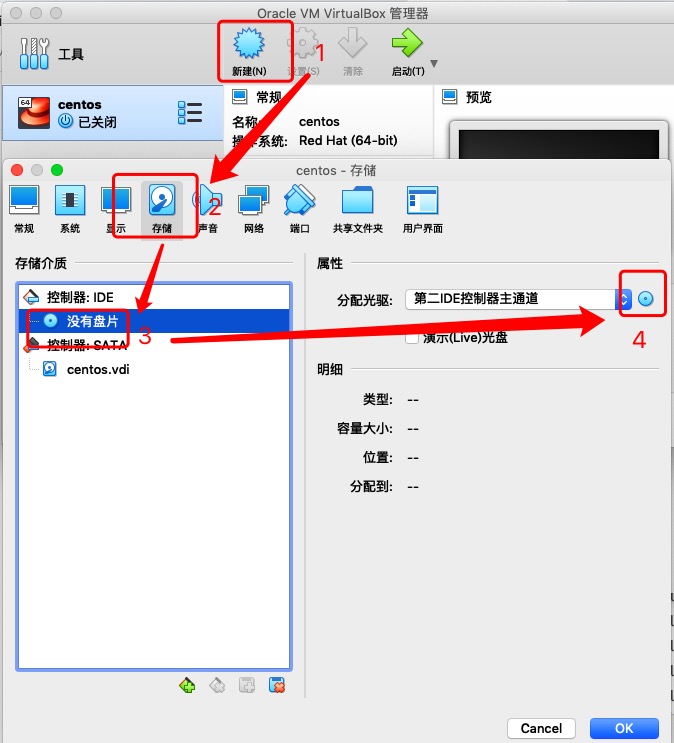 Oracle VM VirtualBox 管理器
工具
新建(N)
设置(S)
清除
启动(T)
1
64
centos
已关闭
常规
名称:
centos
操作系统:
Red Hat (64-bit)
预览
centos - 存储
常规
系统
显示
存储
声音
网络
端口
共享文件夹
用户界面
2
存储介质
控制器: IDE
没有盘片
控制器: SATA
centos.vdi
3
属性
分配光驱:
第二IDE控制器主通道
4
演示(Live)光盘
明细
类型:
--
容量大小:
--
位置:
--
分配到:
--
Cancel
OK